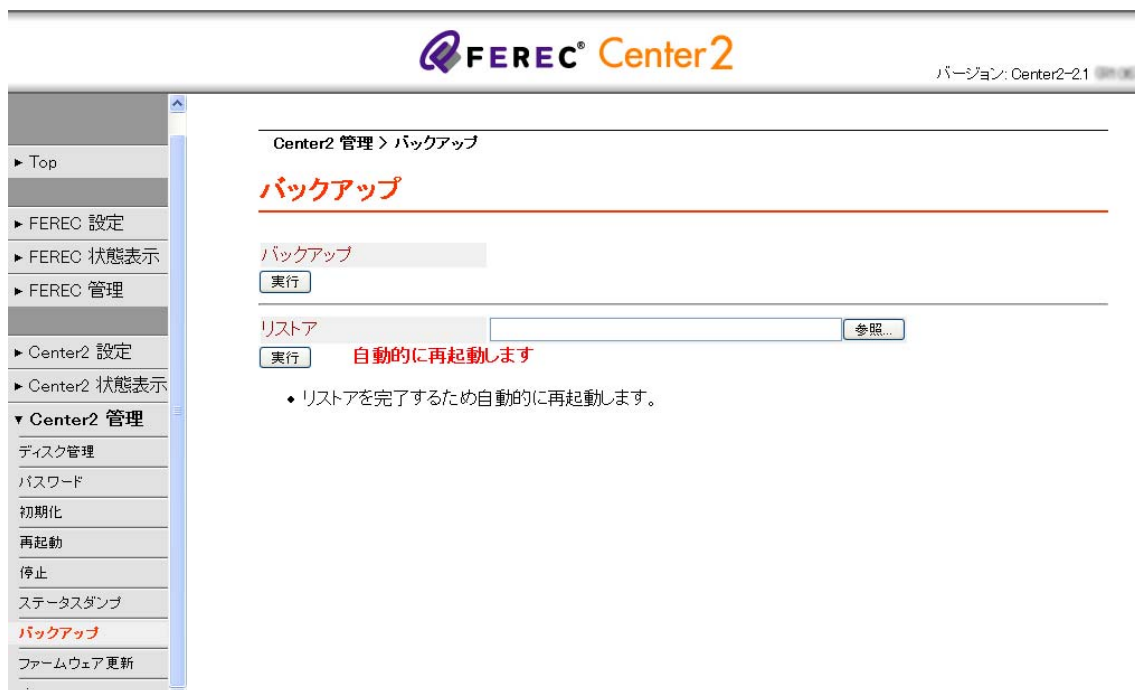 FEREC® Center2
バージョン: Center2-2.1
Center2 管理 > バックアップ
バックアップ
バックアップ
実行
リストア
参照...
実行
自動的に再起動します
• リストアを完了するため自動的に再起動します。
▶ Top
▶ FEREC 設定
▶ FEREC 状態表示
▶ FEREC 管理
▶ Center2 設定
▶ Center2 状態表示
▼ Center2 管理
ディスク管理
パスワード
初期化
再起動
停止
ステータスダンプ
バックアップ
ファームウェア更新